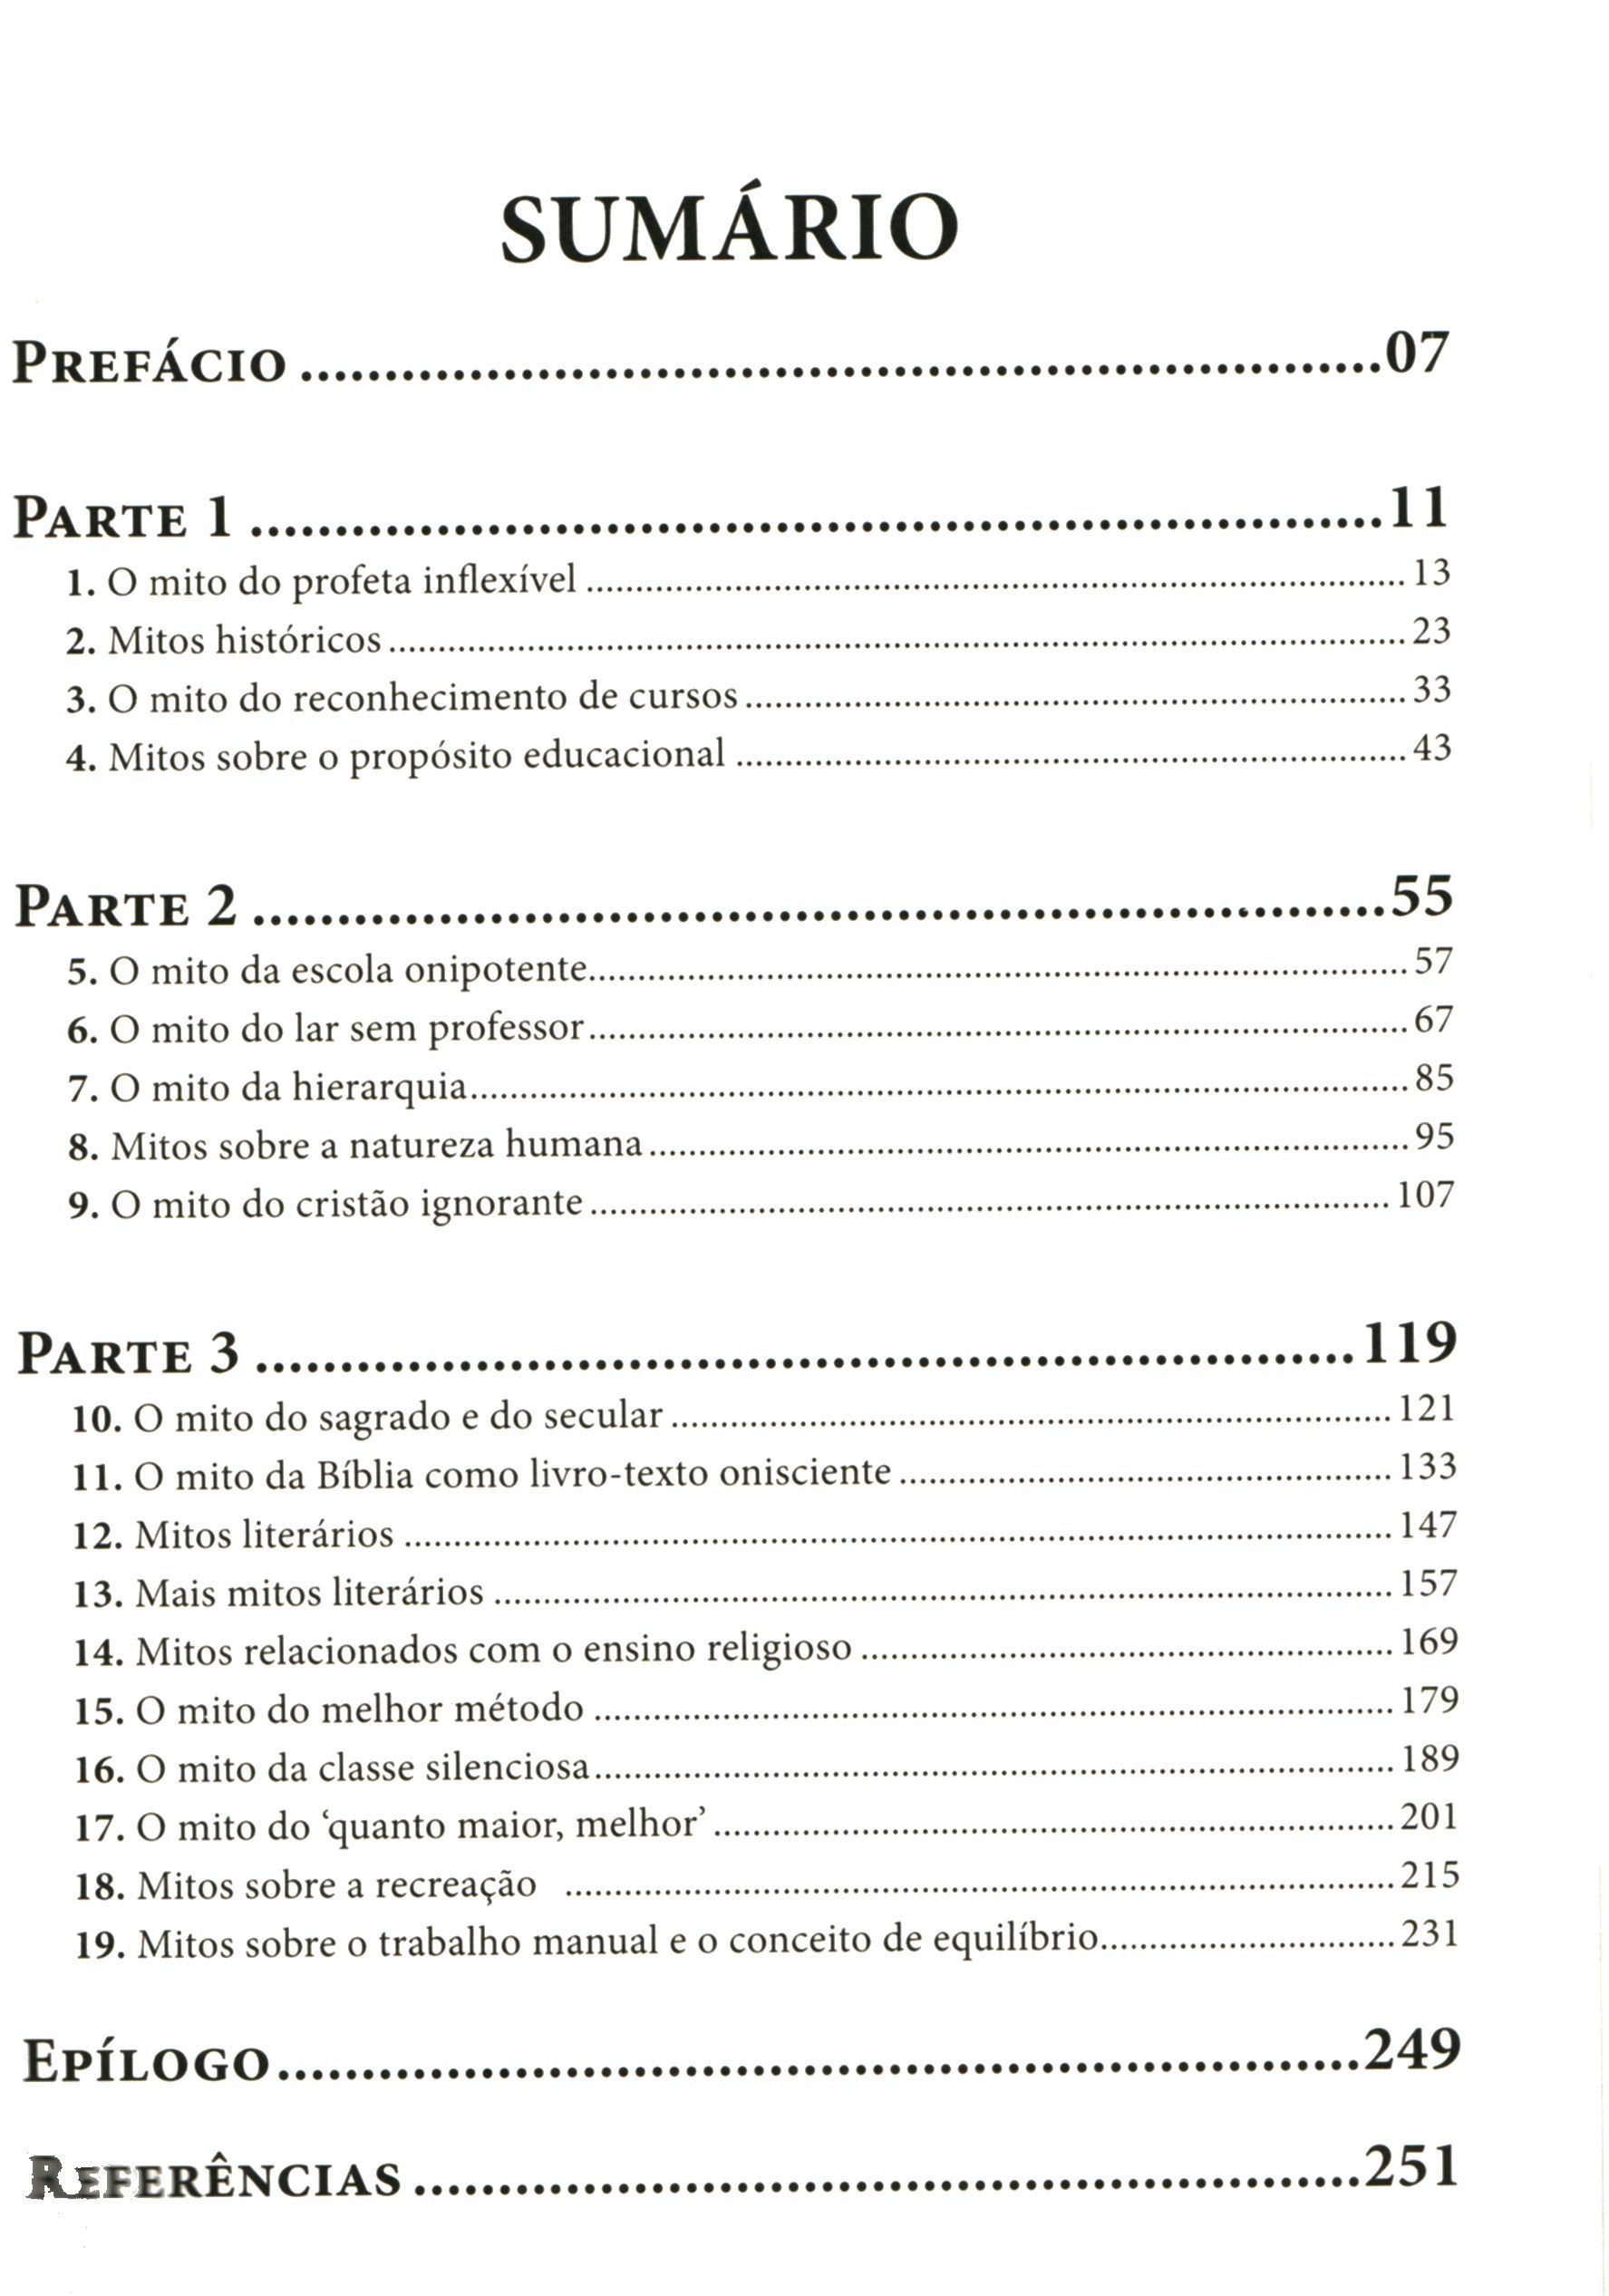 SUMÁRIO
PREFÁCIO ................................................................07
PARTE 1 ...................................................................11
1. O mito do profeta inflexível .................................................................................. 13
2. Mitos históricos...................................................................................................... 23
3. O mito do reconhecimento de cursos.................................................................. 33
4. Mitos sobre o propósito educacional ................................................................... 43
PARTE 2 ...................................................................55
5. O mito da escola onipotente.................................................................................. 57
6. O mito do lar sem professor.................................................................................. 67
7. O mito da hierarquia.............................................................................................. 85
8. Mitos sobre a natureza humana............................................................................ 95
9. O mito do cristão ignorante................................................................................ 107
PARTE 3 .................................................................119
10. O mito do sagrado e do secular........................................................................ 121
11. O mito da Bíblia como livro-texto onisciente................................................. 133
12. Mitos literários ................................................................................................... 147
13. Mais mitos literários .......................................................................................... 157
14. Mitos relacionados com o ensino religioso ..................................................... 169
15. O mito do melhor método ................................................................................ 179
16. O mito da classe silenciosa................................................................................ 189
17. O mito do ‘quanto maior, melhor’.................................................................... 201
18. Mitos sobre a recreação ................................................................................... 215
19. Mitos sobre o trabalho manual e o conceito de equilíbrio............................. 231
EPÍLOGO................................................................249
REFERÊNCIAS ........................................................251